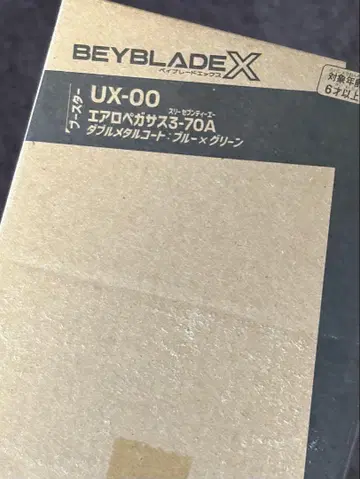 BEYBLADE X
ベイブレードエックス
対象年齢
6才以上
ブースター
UX-00
スリーセブンティーエー
エアロペガサス3-70A
ダブルメタルコート:ブルー×グリーン